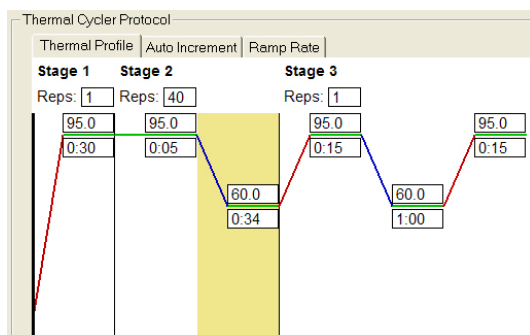 Thermal Cycler Protocol
Thermal Profile Auto Increment Ramp Rate
Stage 1 Stage 2 Stage 3
Reps: 1 Reps: 40 Reps: 1
95.0 95.0 95.0 95.0
0:30 0:05 0:15 0:15
60.0 60.0
0:34 1:00